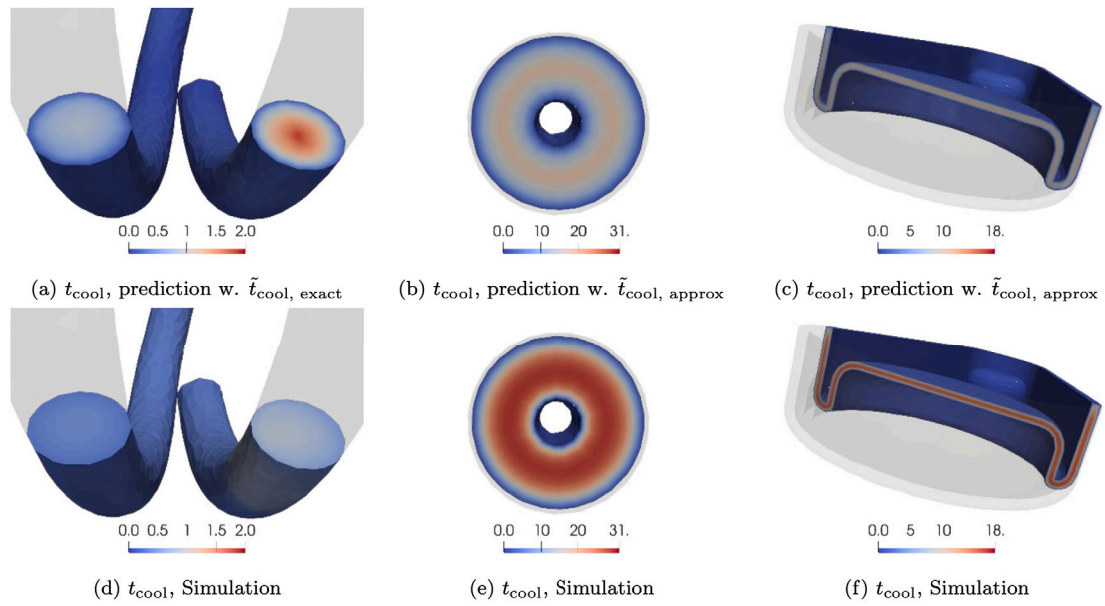 0.0 0.5 1 1.5 2.0
0.0 10 20 31.
0.0 5 10 18.
(a) t_cool, prediction w. t̃_cool, exact
(b) t_cool, prediction w. t̃_cool, approx
(c) t_cool, prediction w. t̃_cool, approx
0.0 0.5 1 1.5 2.0
0.0 10 20 31.
0.0 5 10 18.
(d) t_cool, Simulation
(e) t_cool, Simulation
(f) t_cool, Simulation